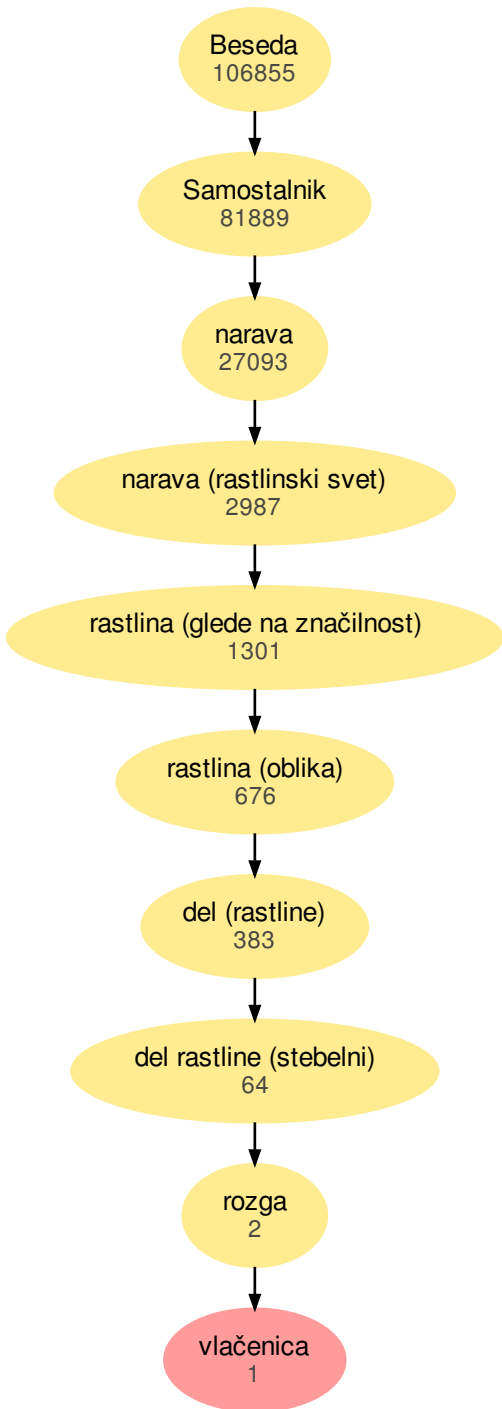 Beseda
106855
Samostalnik
81889
narava
27093
narava (rastlinski svet)
2987
rastlina (glede na značilnost)
1301
rastlina (oblika)
676
del (rastline)
383
del rastline (stebelni)
64
rozga
2
vlačenica
1